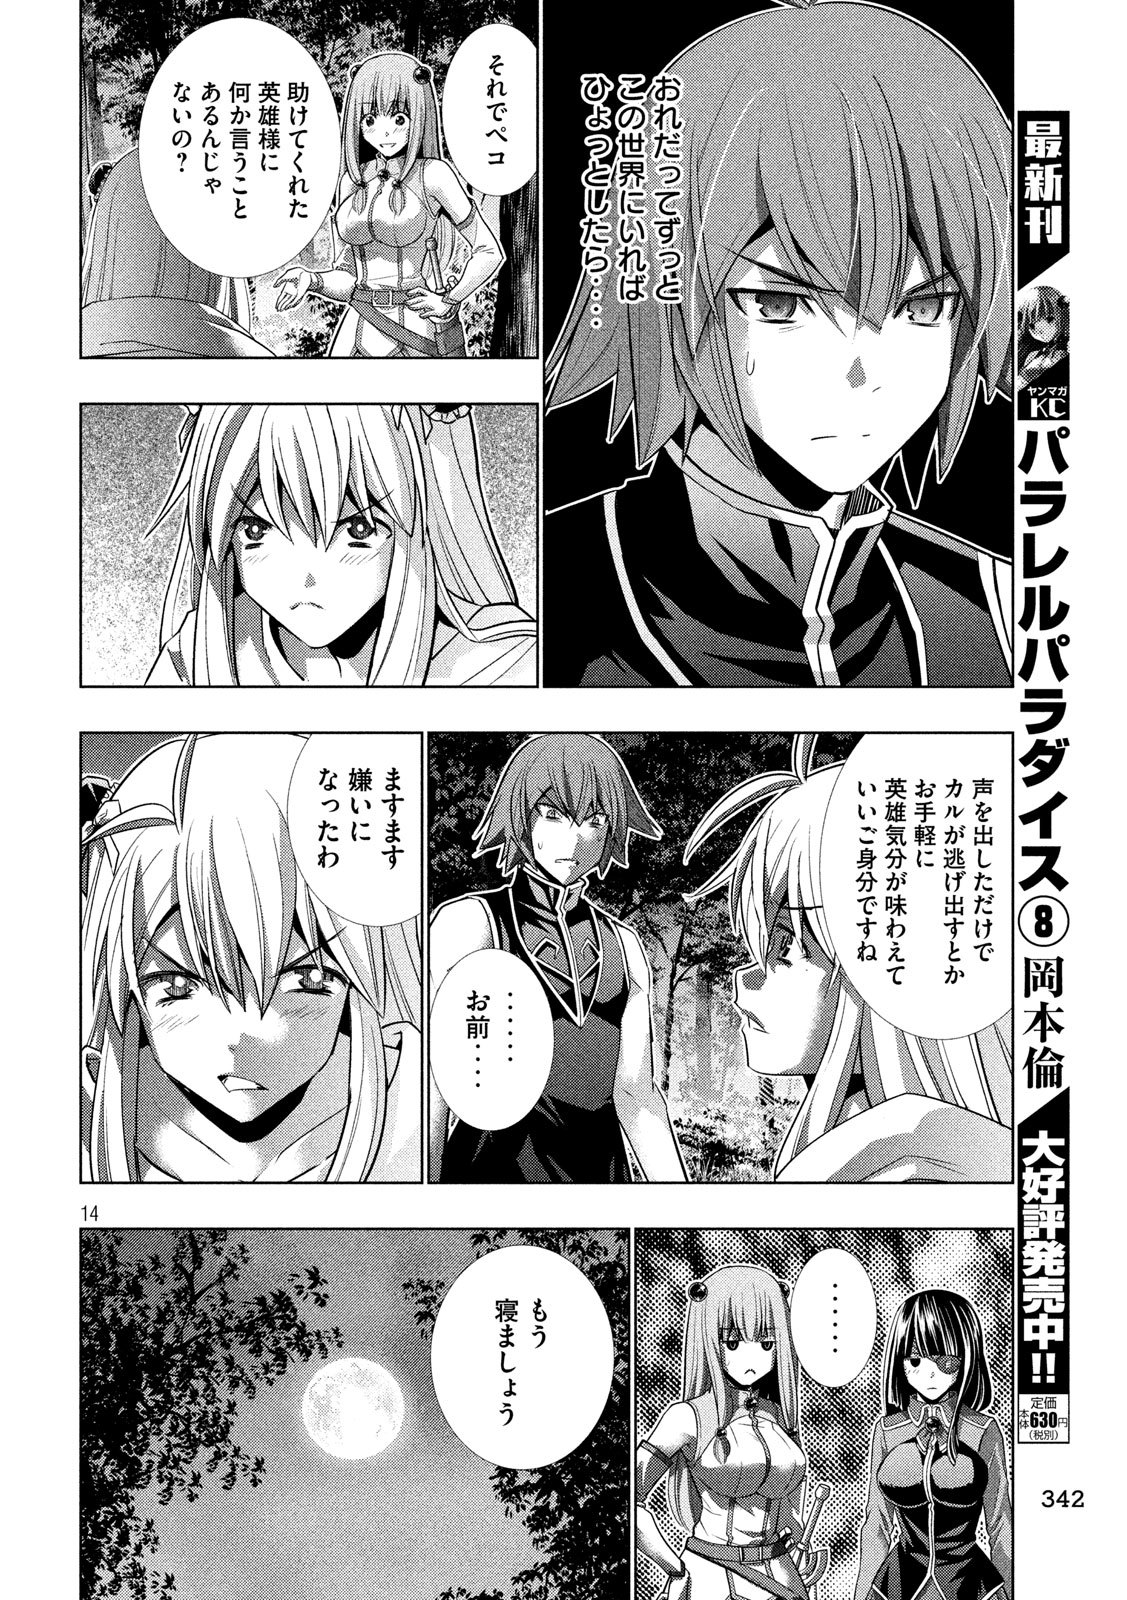 おれだってずっと
この世界にいれば
ひょっとしたら‥‥‥
それでペコ
助けてくれた
英雄様に
何か言うこと
あるんじゃ
ないの?
声を出しただけで
カルが逃げ出すとか
お手軽に
英雄気分が味わえて
いいご身分ですね
‥‥‥
お前‥‥
ますます
嫌いに
なったわ
‥‥‥
もう
寝ましょう
14
最新刊
ヤンマガ
KC
パラレルパラダイス⑧岡本倫
大好評発売中!!
定価
本体630円
(税別)
342